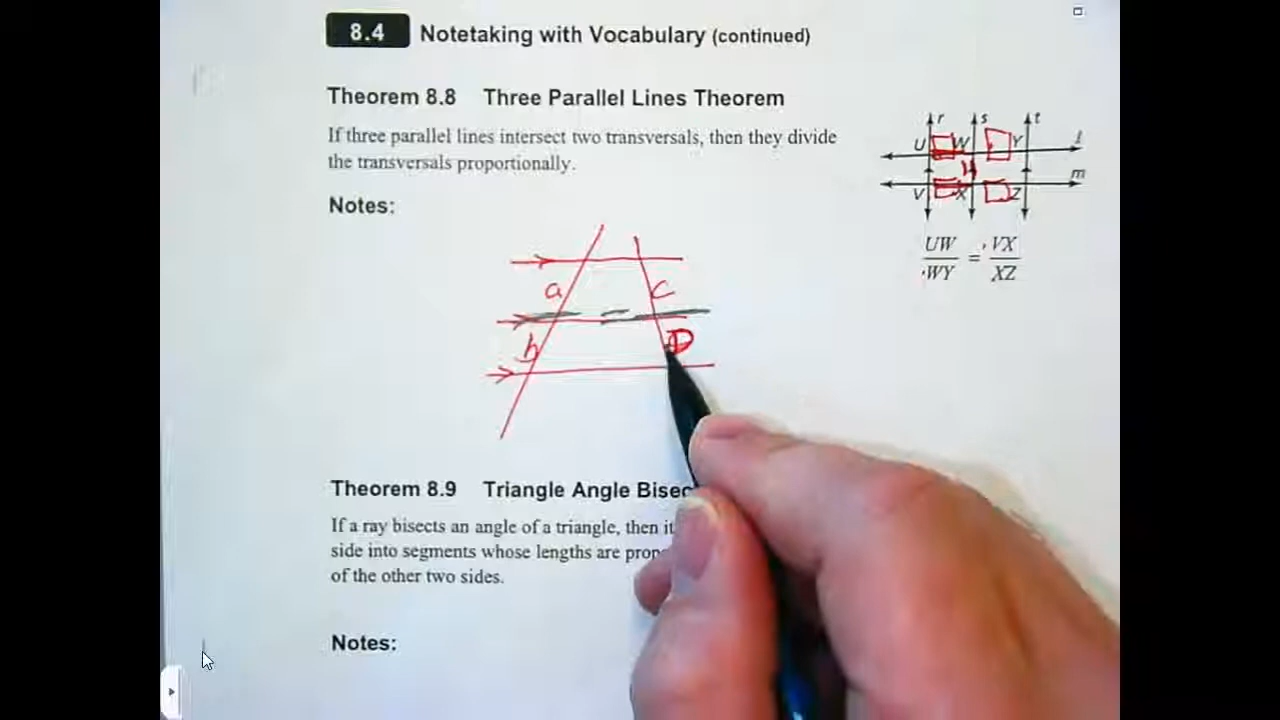 8.4 Notetaking with Vocabulary (continued)
Theorem 8.8 Three Parallel Lines Theorem
If three parallel lines intersect two transversals, then they divide
the transversals proportionally.
Notes:
r s t
U W Y l
m
V X Z
UW = VX
WY XZ
a c
b D
Theorem 8.9 Triangle Angle
If a ray bisects an angle of a triangle, then it
side into segments whose lengths are
of the other two sides.
Notes: